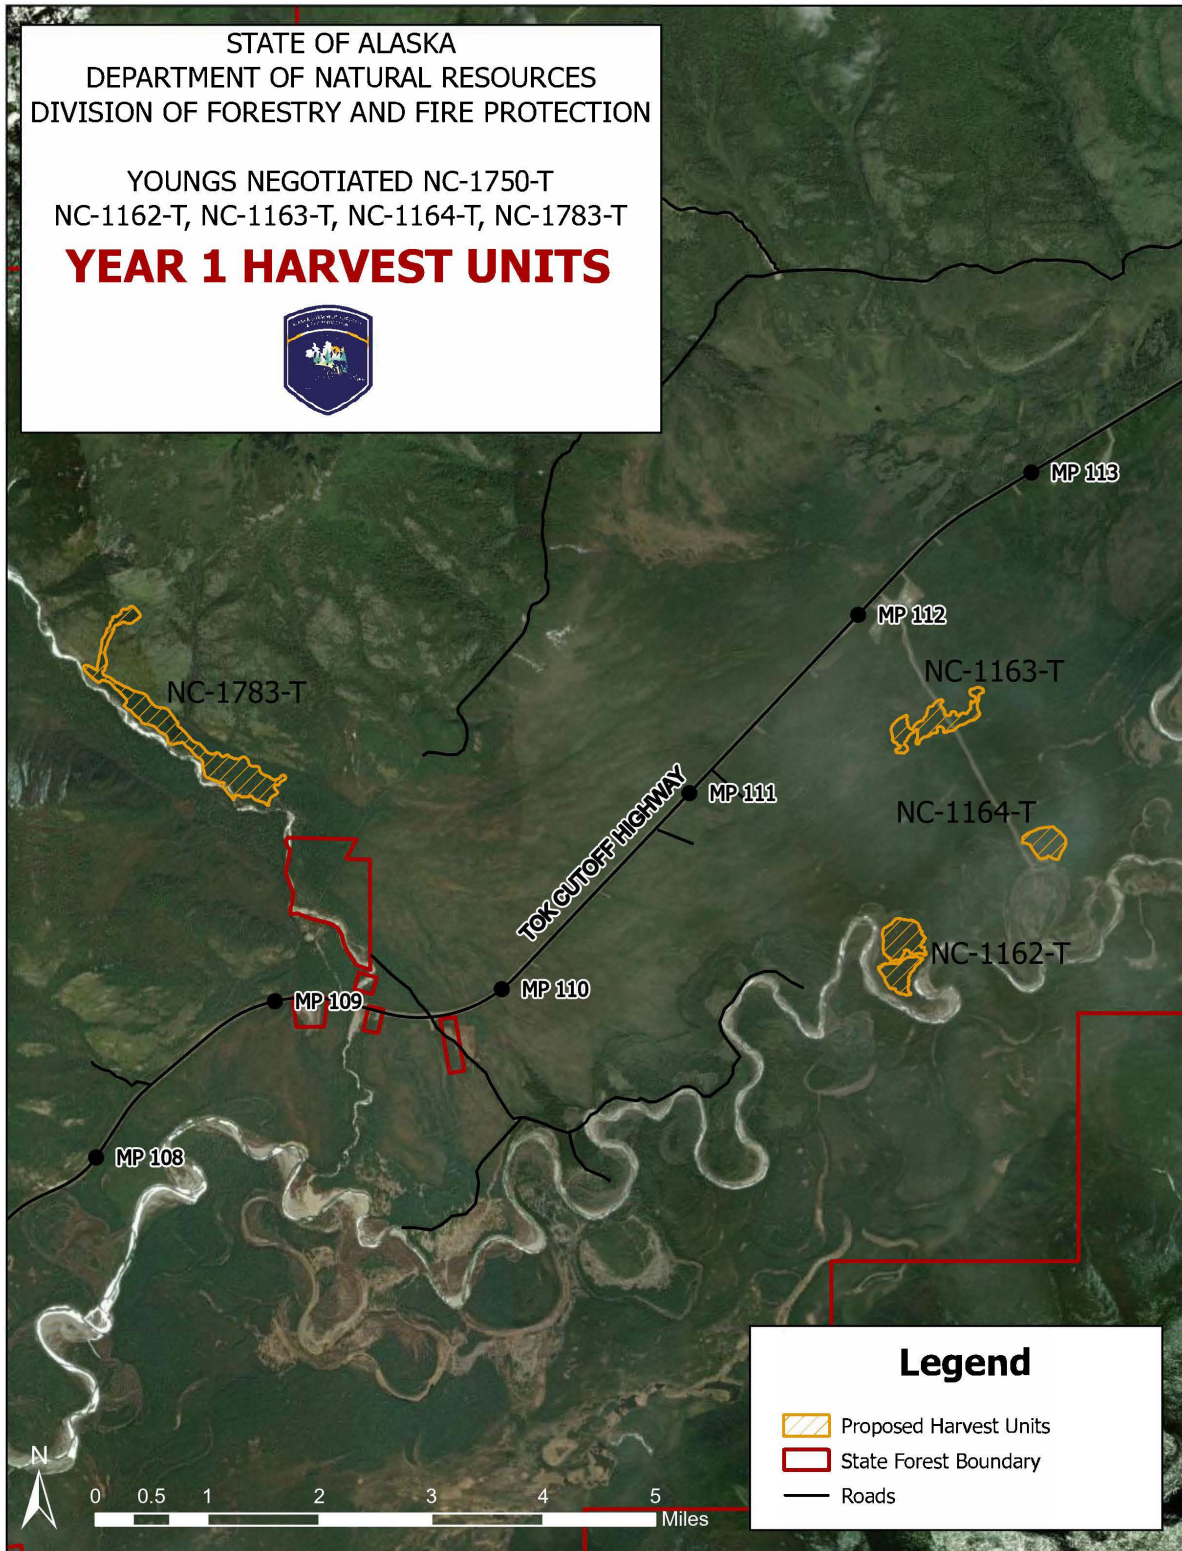 STATE OF ALASKA
DEPARTMENT OF NATURAL RESOURCES
DIVISION OF FORESTRY AND FIRE PROTECTION
YOUNGS NEGOTIATED NC-1750-T
NC-1162-T, NC-1163-T, NC-1164-T, NC-1783-T
YEAR 1 HARVEST UNITS
MP 113
MP 112
NC-1163-T
NC-1783-T
MP 111
NC-1164-T
TOK CUTOFF HIGHWAY
NC-1162-T
MP 110
MP 109
MP 108
Legend
Proposed Harvest Units
State Forest Boundary
Roads
N
0 0.5 1 2 3 4 5
Miles